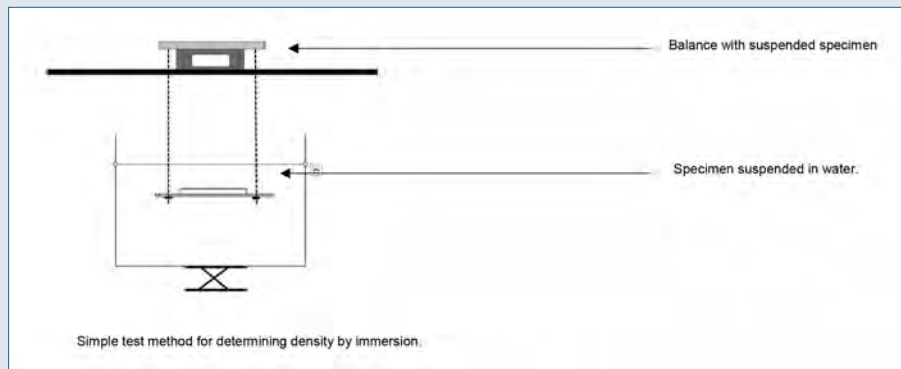 Balance with suspended specimen
Specimen suspended in water.
Simple test method for determining density by immersion.